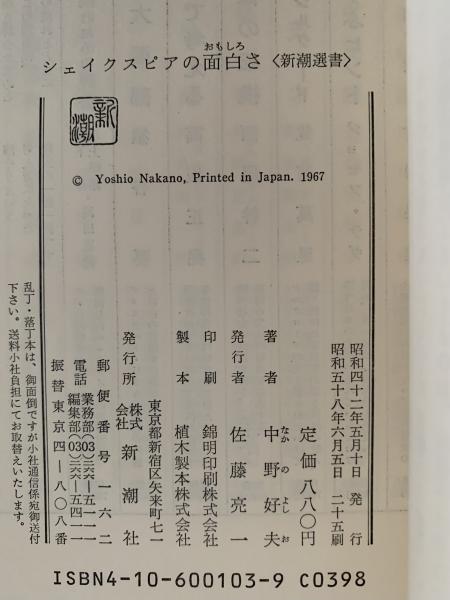 おもしろ
シェイクスピアの面白さ〈新潮選書〉
新潮
© Yoshio Nakano, Printed in Japan. 1967
昭和四十二年五月十日 発行
昭和五十八年六月五日 二十五刷
定価 八八〇円
なかのよしお
著者 中野好夫
発行者 佐藤亮一
印刷 錦明印刷株式会社
製本 植木製本株式会社
東京都新宿区矢来町七一
発行所 株式会社 新潮社
郵便番号一六二
電話 業務部(03)二六六―五一一一
編集部(03)二六六―五四一一
振替東京四―八〇八番
乱丁・落丁本は、御面倒ですが小社通信係宛御送付
下さい。送料小社負担にてお取替えいたします。
ISBN4-10-600103-9 C0398